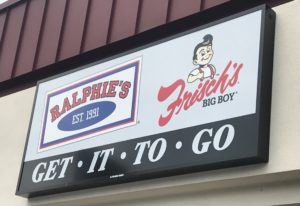 RALPHIE'S
EST. 1991
Frisch's
BIG BOY
GET · IT · TO · GO